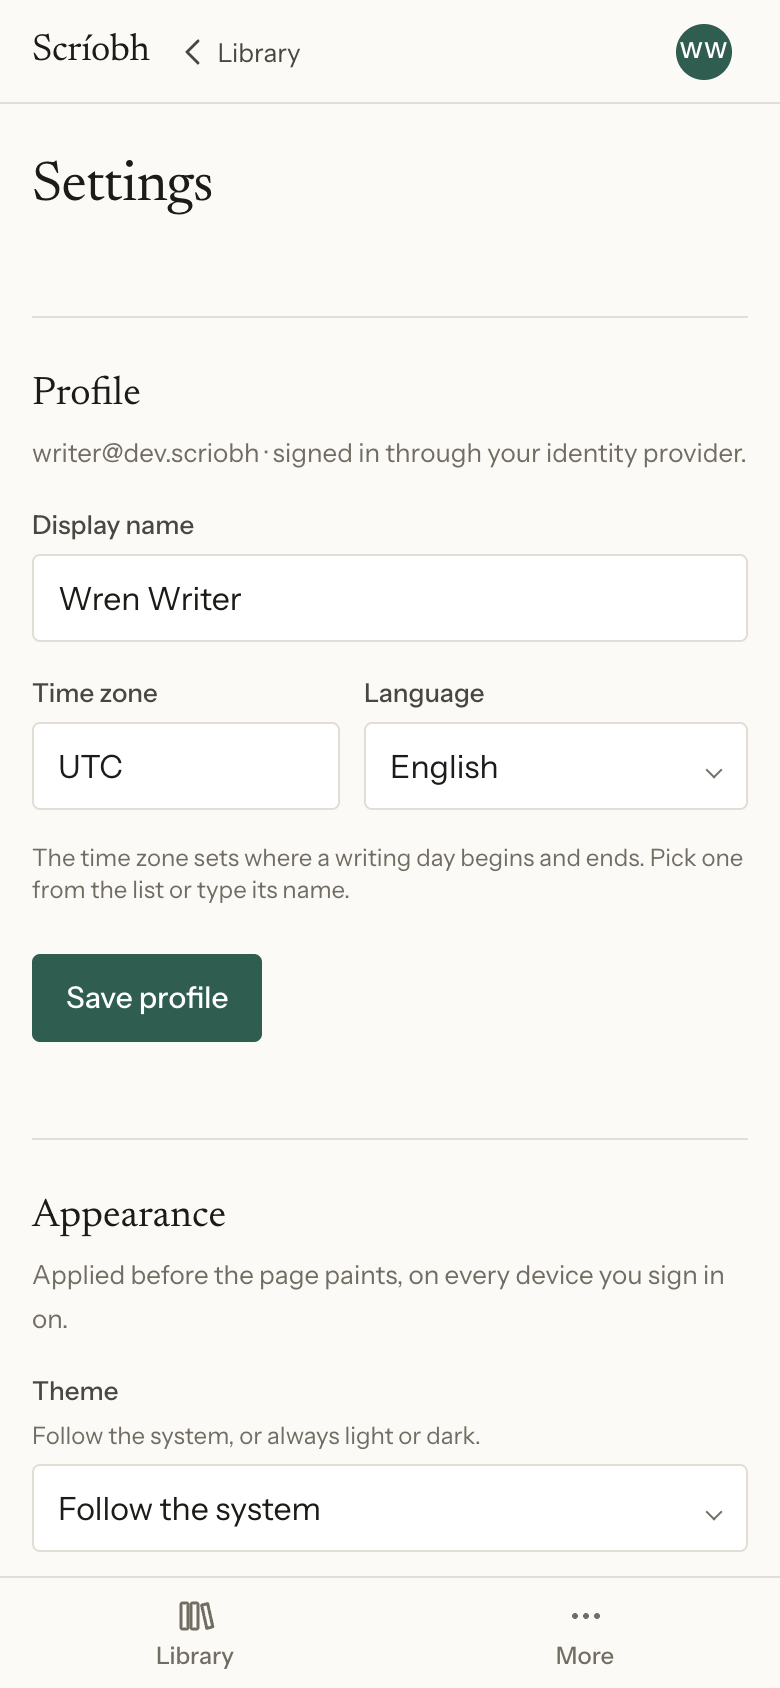 Scríobh
Library
WW
Settings
Profile
writer@dev.scriobh · signed in through your identity provider.
Display name
Wren Writer
Time zone
Language
UTC
English
The time zone sets where a writing day begins and ends. Pick one
from the list or type its name.
Save profile
Appearance
Applied before the page paints, on every device you sign in
on.
Theme
Follow the system, or always light or dark.
Follow the system
Library
More